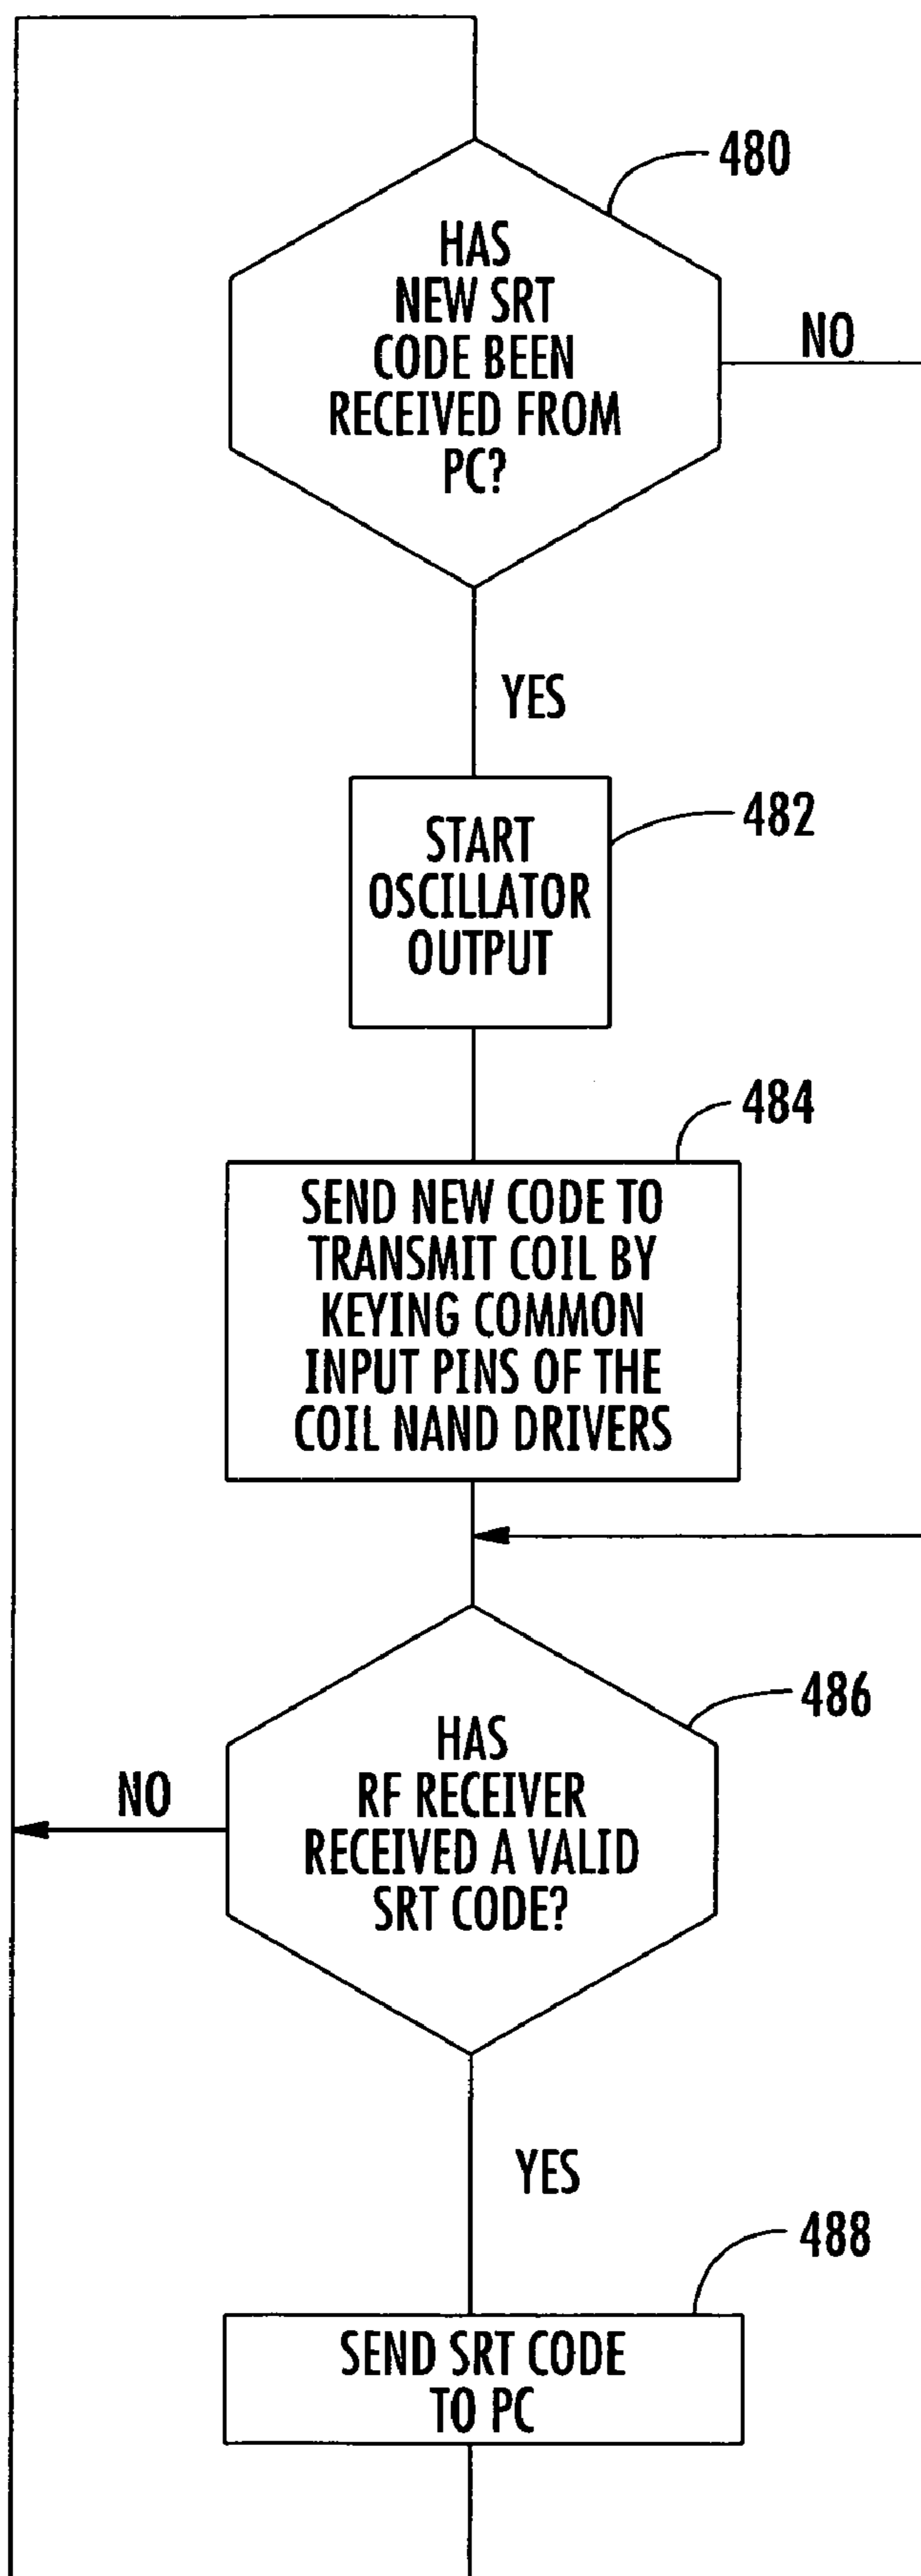 480
HAS
NEW SRT
CODE BEEN
RECEIVED FROM
PC?
NO
YES
482
START
OSCILLATOR
OUTPUT
484
SEND NEW CODE TO
TRANSMIT COIL BY
KEYING COMMON
INPUT PINS OF THE
COIL NAND DRIVERS
486
HAS
RF RECEIVER
RECEIVED A VALID
SRT CODE?
NO
YES
488
SEND SRT CODE
TO PC